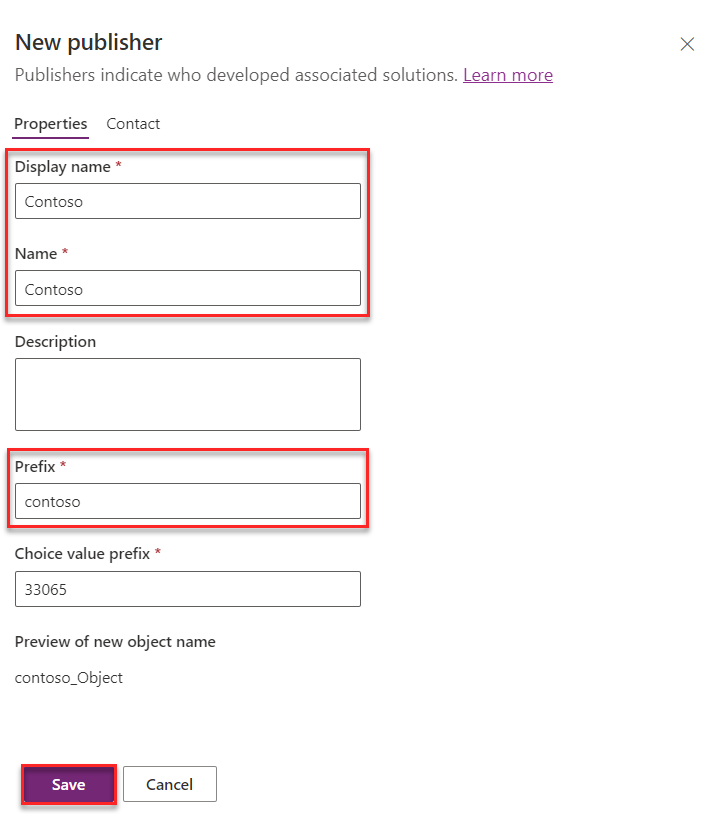 New publisher
Publishers indicate who developed associated solutions. Learn more
Properties Contact
Display name *
Contoso
Name *
Contoso
Description
Prefix *
contoso
Choice value prefix *
33065
Preview of new object name
contoso_Object
Save Cancel